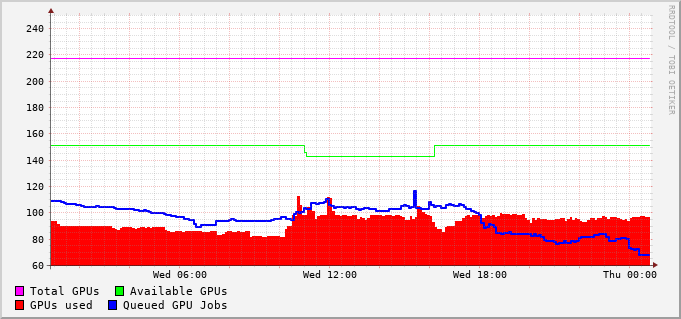 240
220
200
180
160
140
120
100
80
60
Wed 06:00 Wed 12:00 Wed 18:00 Thu 00:00
Total GPUs Available GPUs
GPUs used Queued GPU Jobs
RRDTOOL / TOBI OETIKER